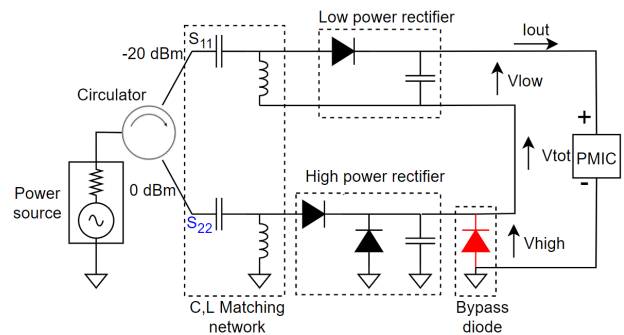 Low power rectifier
Iout
S11
-20 dBm
Vlow
Circulator
+
PMIC
-
Vtot
High power rectifier
Power
source
0 dBm
S22
Vhigh
C,L Matching
network
Bypass
diode